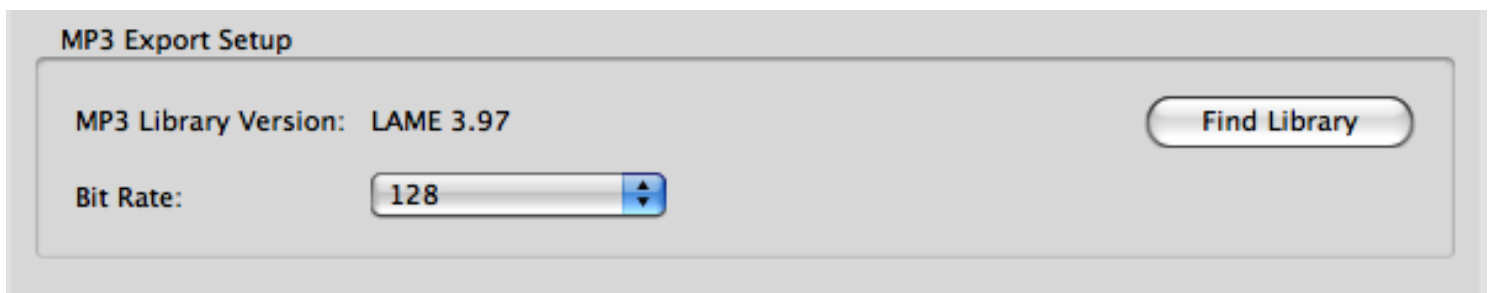 MP3 Export Setup
MP3 Library Version: LAME 3.97 Find Library
Bit Rate: 128